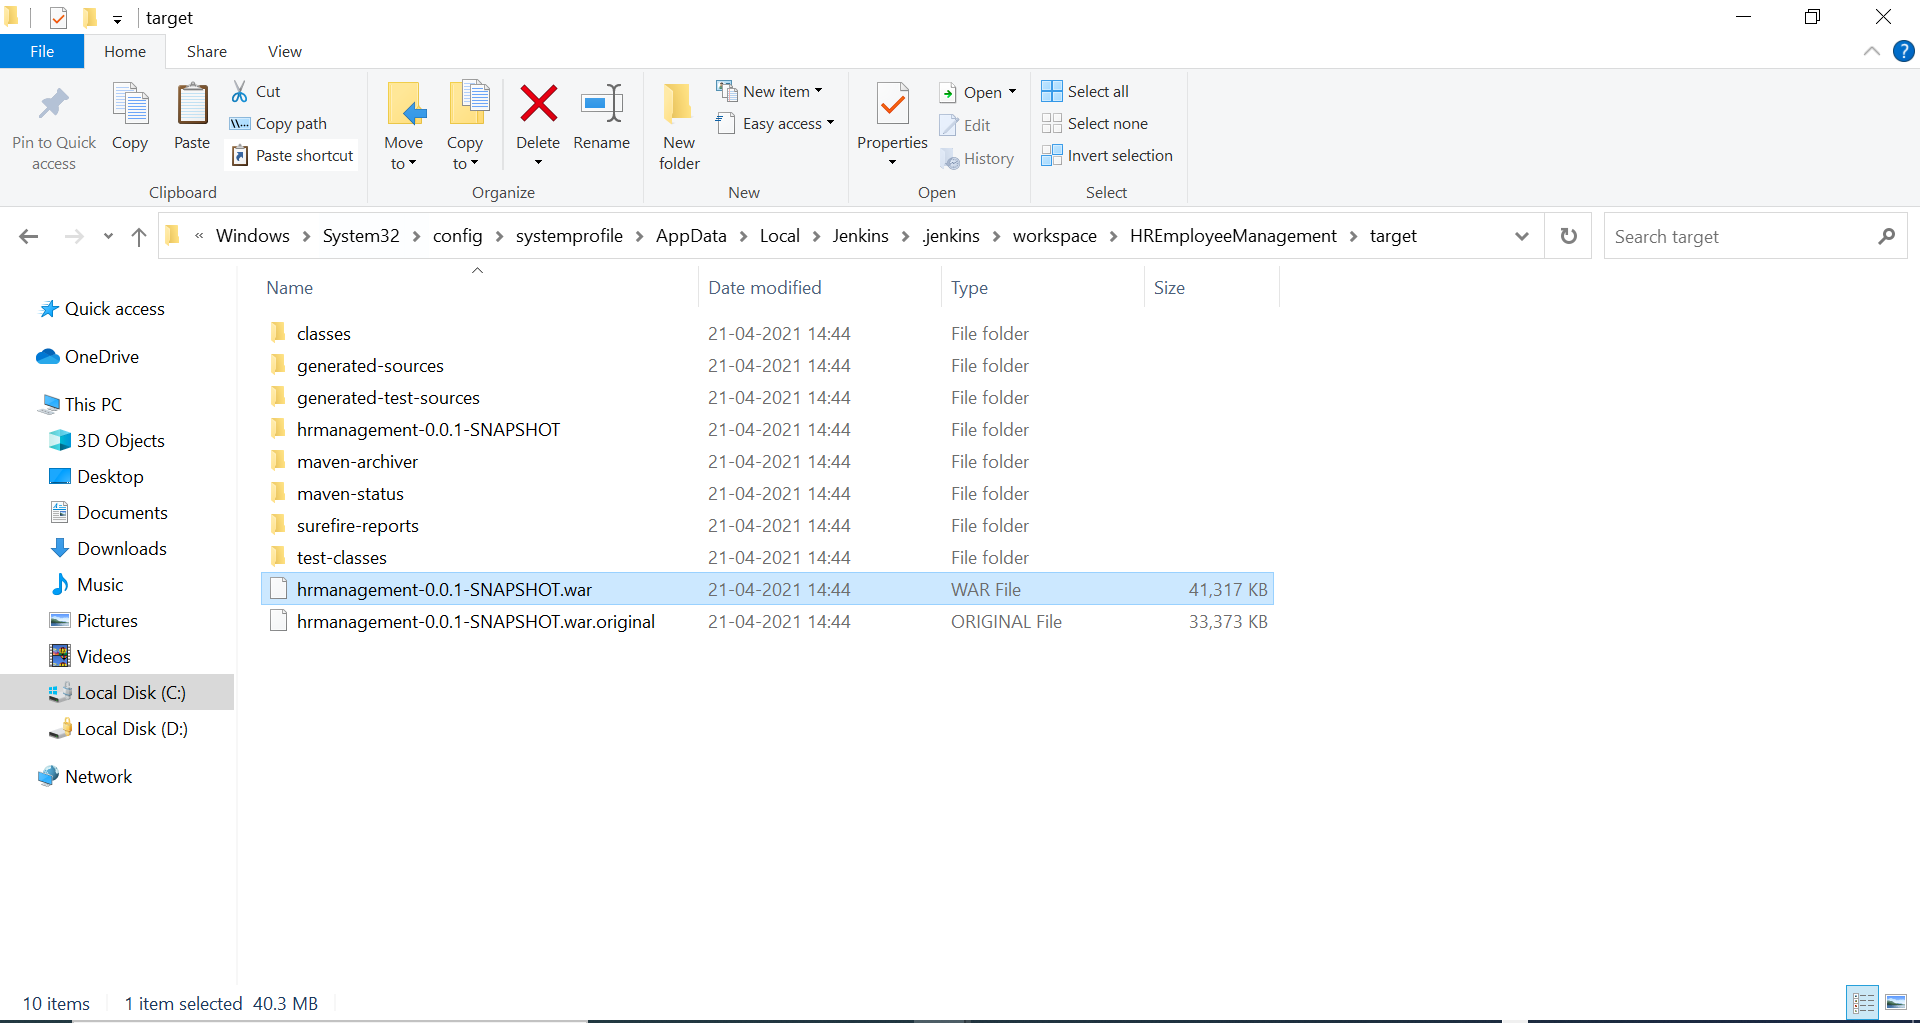 target
File Home Share View
Pin to Quick access
Copy
Paste
Cut
Copy path
Paste shortcut
Clipboard
Move to
Copy to
Delete
Rename
Organize
New folder
New item
Easy access
New
Properties
Open
Edit
History
Open
Select all
Select none
Invert selection
Select
« Windows > System32 > config > systemprofile > AppData > Local > Jenkins > .jenkins > workspace > HREmployeeManagement > target
Search target
Quick access
OneDrive
This PC
3D Objects
Desktop
Documents
Downloads
Music
Pictures
Videos
Local Disk (C:)
Local Disk (D:)
Network
Name Date modified Type Size
classes 21-04-2021 14:44 File folder
generated-sources 21-04-2021 14:44 File folder
generated-test-sources 21-04-2021 14:44 File folder
hrmanagement-0.0.1-SNAPSHOT 21-04-2021 14:44 File folder
maven-archiver 21-04-2021 14:44 File folder
maven-status 21-04-2021 14:44 File folder
surefire-reports 21-04-2021 14:44 File folder
test-classes 21-04-2021 14:44 File folder
hrmanagement-0.0.1-SNAPSHOT.war 21-04-2021 14:44 WAR File 41,317 KB
hrmanagement-0.0.1-SNAPSHOT.war.original 21-04-2021 14:44 ORIGINAL File 33,373 KB
10 items 1 item selected 40.3 MB